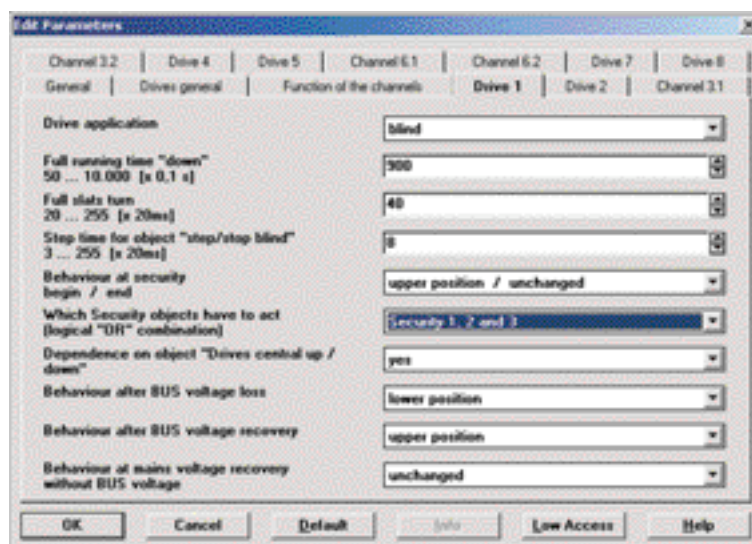 Edit Parameters
Channel 3.2 Drive 4 Drive 5 Channel 6.1 Channel 6.2 Drive 7 Drive 8
General Drives general Function of the channels Drive 1 Drive 2 Channel 3.1
Drive application
blind
Full running time "down"
50 ... 10.000 [x 0,1 s]
900
Full slats turn
20 ... 255 [x 20ms]
40
Step time for object "step/stop blind"
3 ... 255 [x 20ms]
8
Behaviour at security
begin / end
upper position / unchanged
Which Security objects have to act
(logical "OR" combination)
Security 1, 2 and 3
Dependence on object "Drives central up /
down"
yes
Behaviour after BUS voltage loss
lower position
Behaviour after BUS voltage recovery
upper position
Behaviour at mains voltage recovery
without BUS voltage
unchanged
OK Cancel Default Info Low Access Help